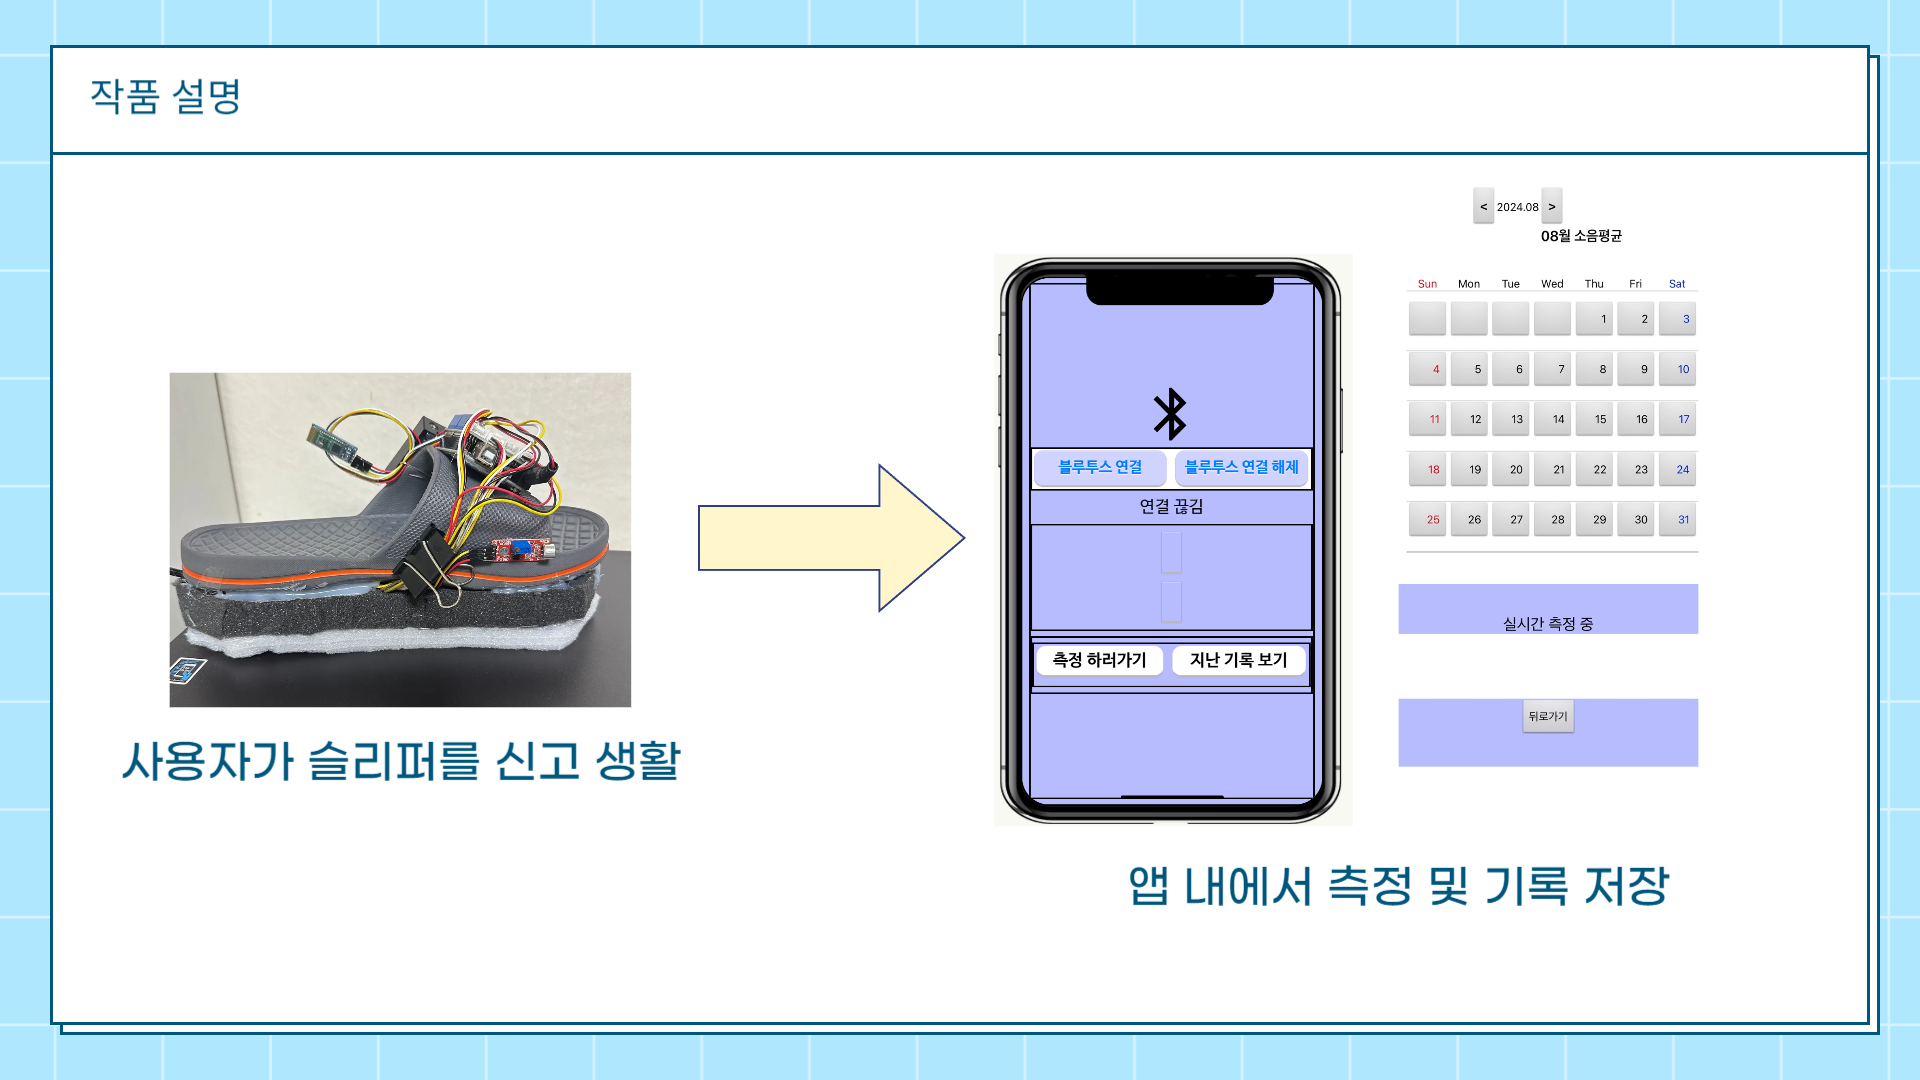 작품 설명
사용자가 슬리퍼를 신고 생활
블루투스 연결 블루투스 연결 해제
연결 끊김
측정 하러가기 지난 기록 보기
< 2024.08 >
08월 소음평균
Sun Mon Tue Wed Thu Fri Sat
1 2 3
4 5 6 7 8 9 10
11 12 13 14 15 16 17
18 19 20 21 22 23 24
25 26 27 28 29 30 31
실시간 측정 중
뒤로가기
앱 내에서 측정 및 기록 저장